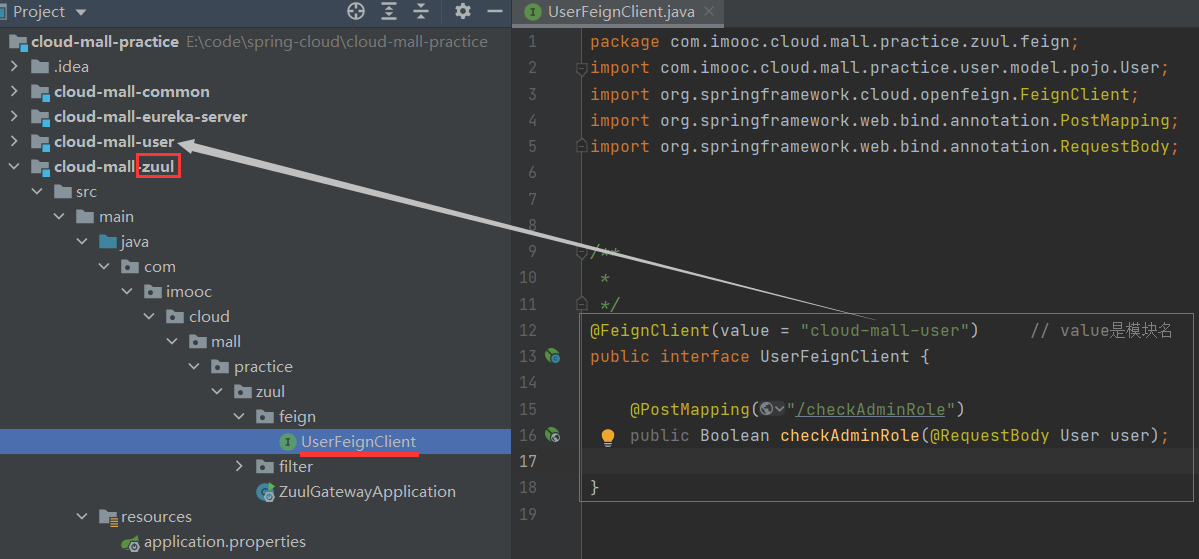 Project
cloud-mall-practice E:\code\spring-cloud\cloud-mall-practice
.idea
cloud-mall-common
cloud-mall-eureka-server
cloud-mall-user
cloud-mall-zuul
src
main
java
com
imooc
cloud
mall
practice
zuul
feign
UserFeignClient
filter
ZuulGatewayApplication
resources
application.properties
UserFeignClient.java
1 package com.imooc.cloud.mall.practice.zuul.feign;
2 import com.imooc.cloud.mall.practice.user.model.pojo.User;
3 import org.springframework.cloud.openfeign.FeignClient;
4 import org.springframework.web.bind.annotation.PostMapping;
5 import org.springframework.web.bind.annotation.RequestBody;
6
7
8
9 /**
10 *
11 */
12 @FeignClient(value = "cloud-mall-user") // value是模块名
13 public interface UserFeignClient {
14
15 @PostMapping("/checkAdminRole")
16 public Boolean checkAdminRole(@RequestBody User user);
17
18 }
19